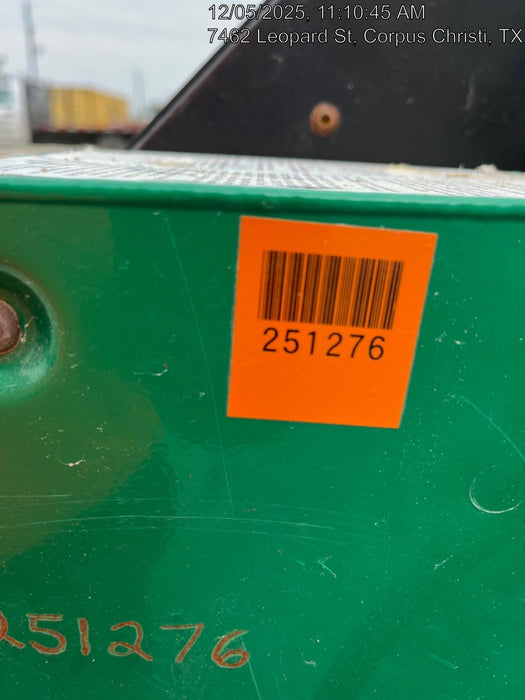 12/05/2025, 11:10:45 AM
7462 Leopard St, Corpus Christi, TX
251276
251276